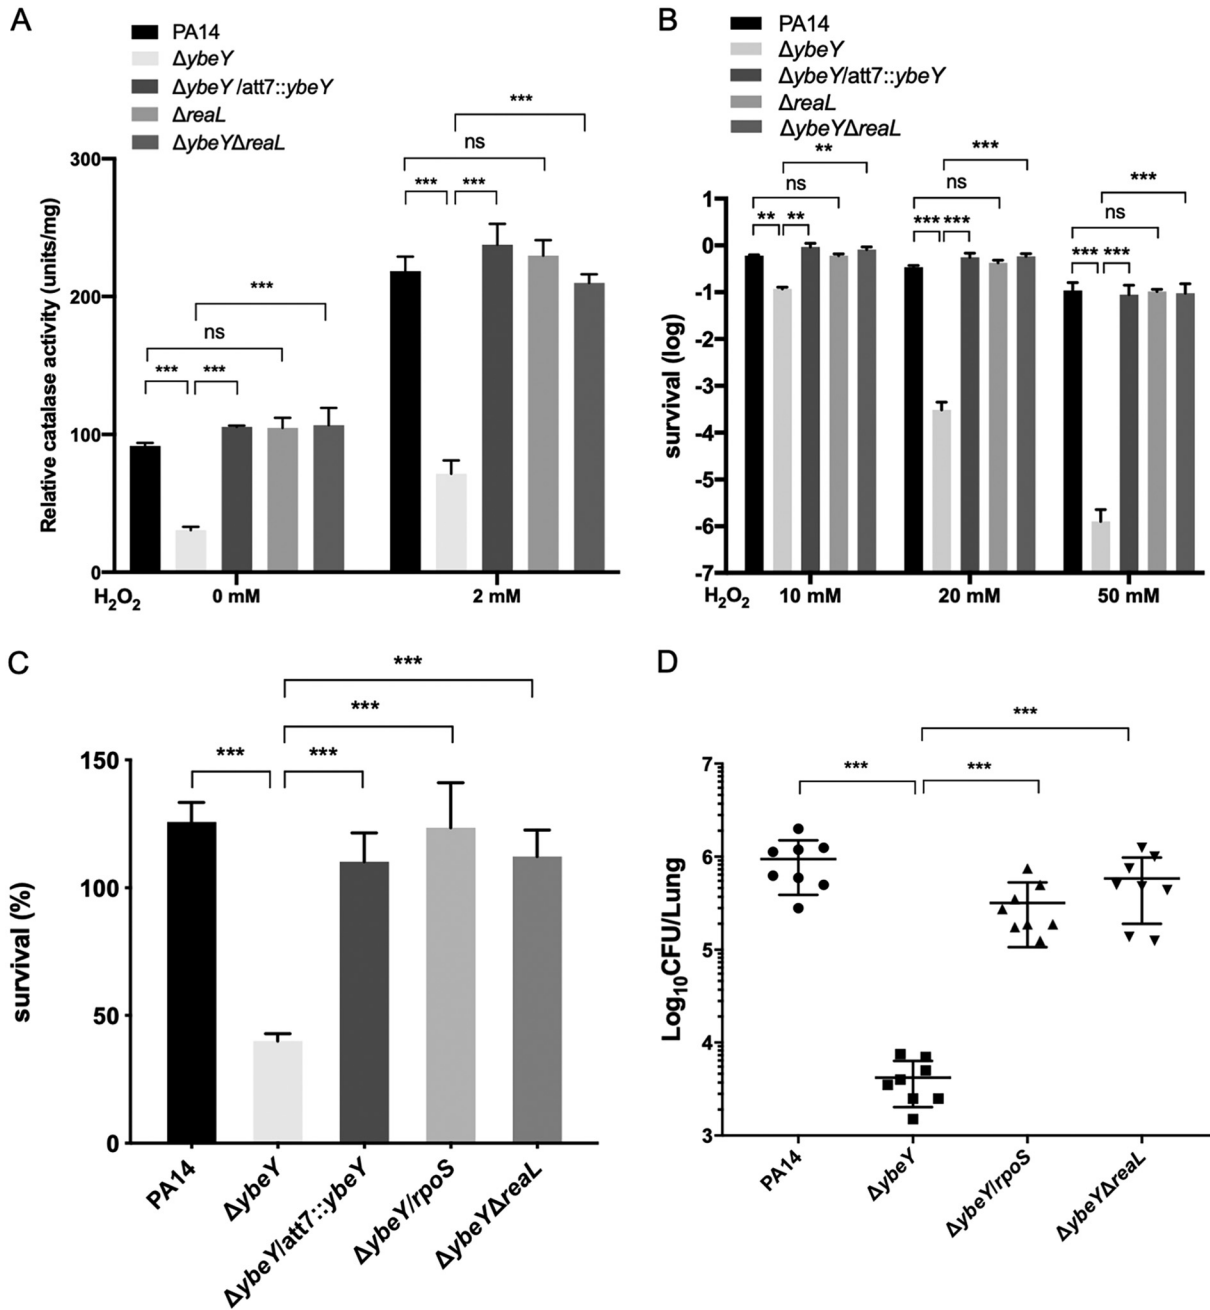 A
PA14
ΔybeY
ΔybeY/att7::ybeY
ΔreaL
ΔybeYΔreaL
Relative catalase activity (units/mg)
300
200
100
0
*** *** ns ***
*** *** ns ***
H2O2 0 mM 2 mM
B
PA14
ΔybeY
ΔybeY/att7::ybeY
ΔreaL
ΔybeYΔreaL
survival (log)
1
0
-1
-2
-3
-4
-5
-6
-7
** ** ns **
*** *** ns ***
*** *** ns ***
H2O2 10 mM 20 mM 50 mM
C
survival (%)
150
100
50
0
***
***
*** ***
PA14
ΔybeY
ΔybeY/att7::ybeY
ΔybeY/rpoS
ΔybeYΔreaL
D
Log10CFU/Lung
7
6
5
4
3
***
*** ***
PA14
ΔybeY
ΔybeY/rpoS
ΔybeYΔreaL